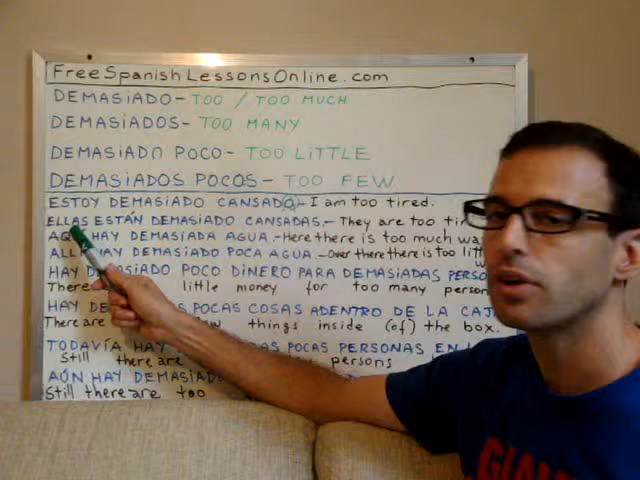 FreeSpanishLessonsOnline.com
DEMASIADO - TOO / TOO MUCH
DEMASIADOS - TOO MANY
DEMASIADO POCO - TOO LITTLE
DEMASIADOS POCOS - TOO FEW
ESTOY DEMASIADO CANSADO - I am too tired.
ELLAS ESTÁN DEMASIADO CANSADAS. - They are too
HAY DEMASIADA AGUA. - Here there is too much
HAY DEMASIADO POCA AGUA - Over there there is too
HAY POCO DINERO PARA DEMASIADAS
little money for too many
HAY POCAS COSAS ADENTRO DE LA
There are things inside (of) the box.
TODAVÍA HAY POCAS PERSONAS EN
Still there are persons
AÚN HAY
Still there are too
GIAN